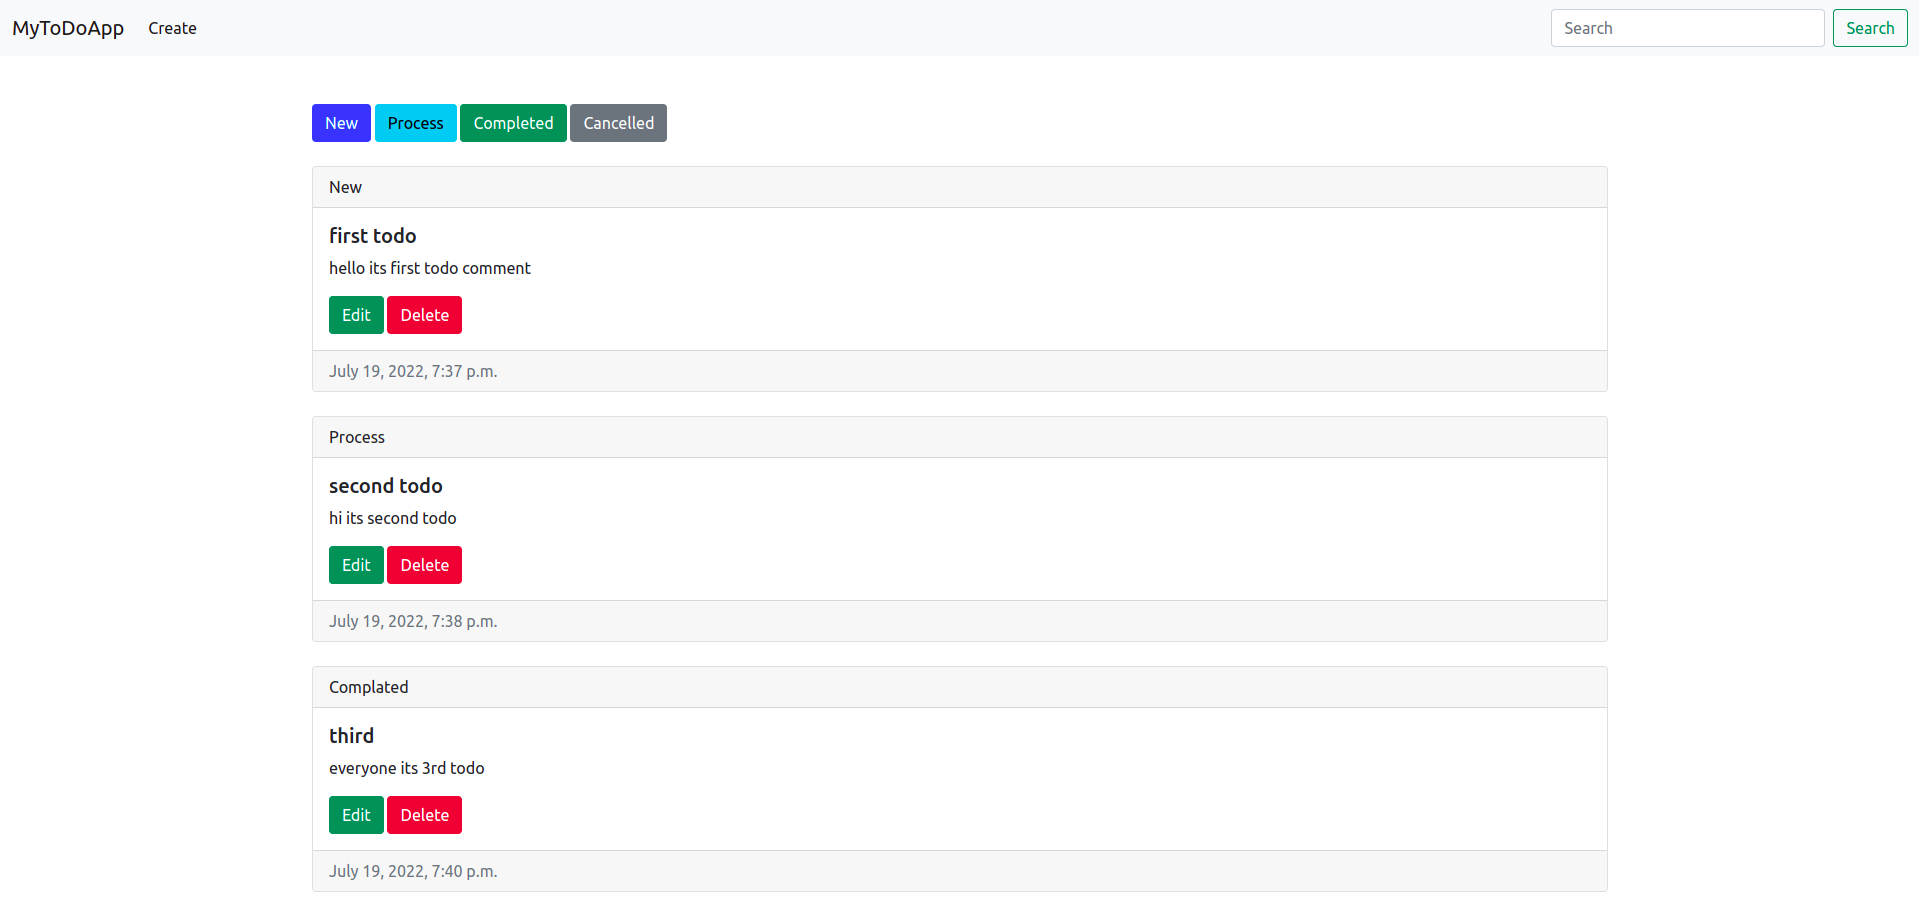 MyToDoApp Create Search Search
New Process Completed Cancelled
New
first todo
hello its first todo comment
Edit Delete
July 19, 2022, 7:37 p.m.
Process
second todo
hi its second todo
Edit Delete
July 19, 2022, 7:38 p.m.
Complated
third
everyone its 3rd todo
Edit Delete
July 19, 2022, 7:40 p.m.